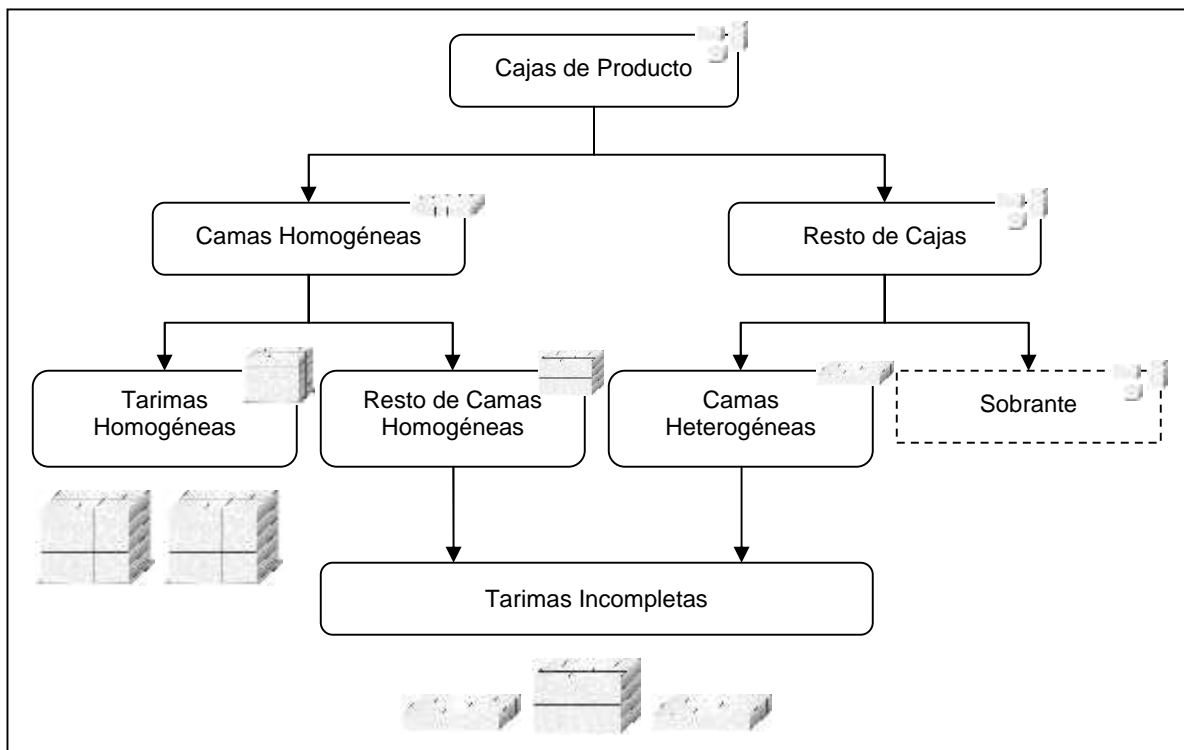 Cajas de Producto
Camas Homogéneas
Resto de Cajas
Tarimas
Homogéneas
Resto de Camas
Homogéneas
Camas
Heterogéneas
Sobrante
Tarimas Incompletas